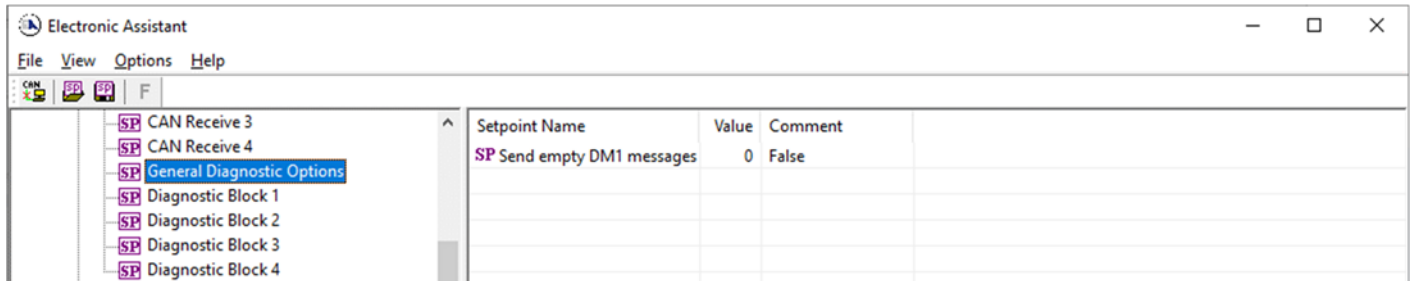 Electronic Assistant
File View Options Help
CAN SP SP F
SP CAN Receive 3
SP CAN Receive 4
SP General Diagnostic Options
SP Diagnostic Block 1
SP Diagnostic Block 2
SP Diagnostic Block 3
SP Diagnostic Block 4
Setpoint Name Value Comment
SP Send empty DM1 messages 0 False